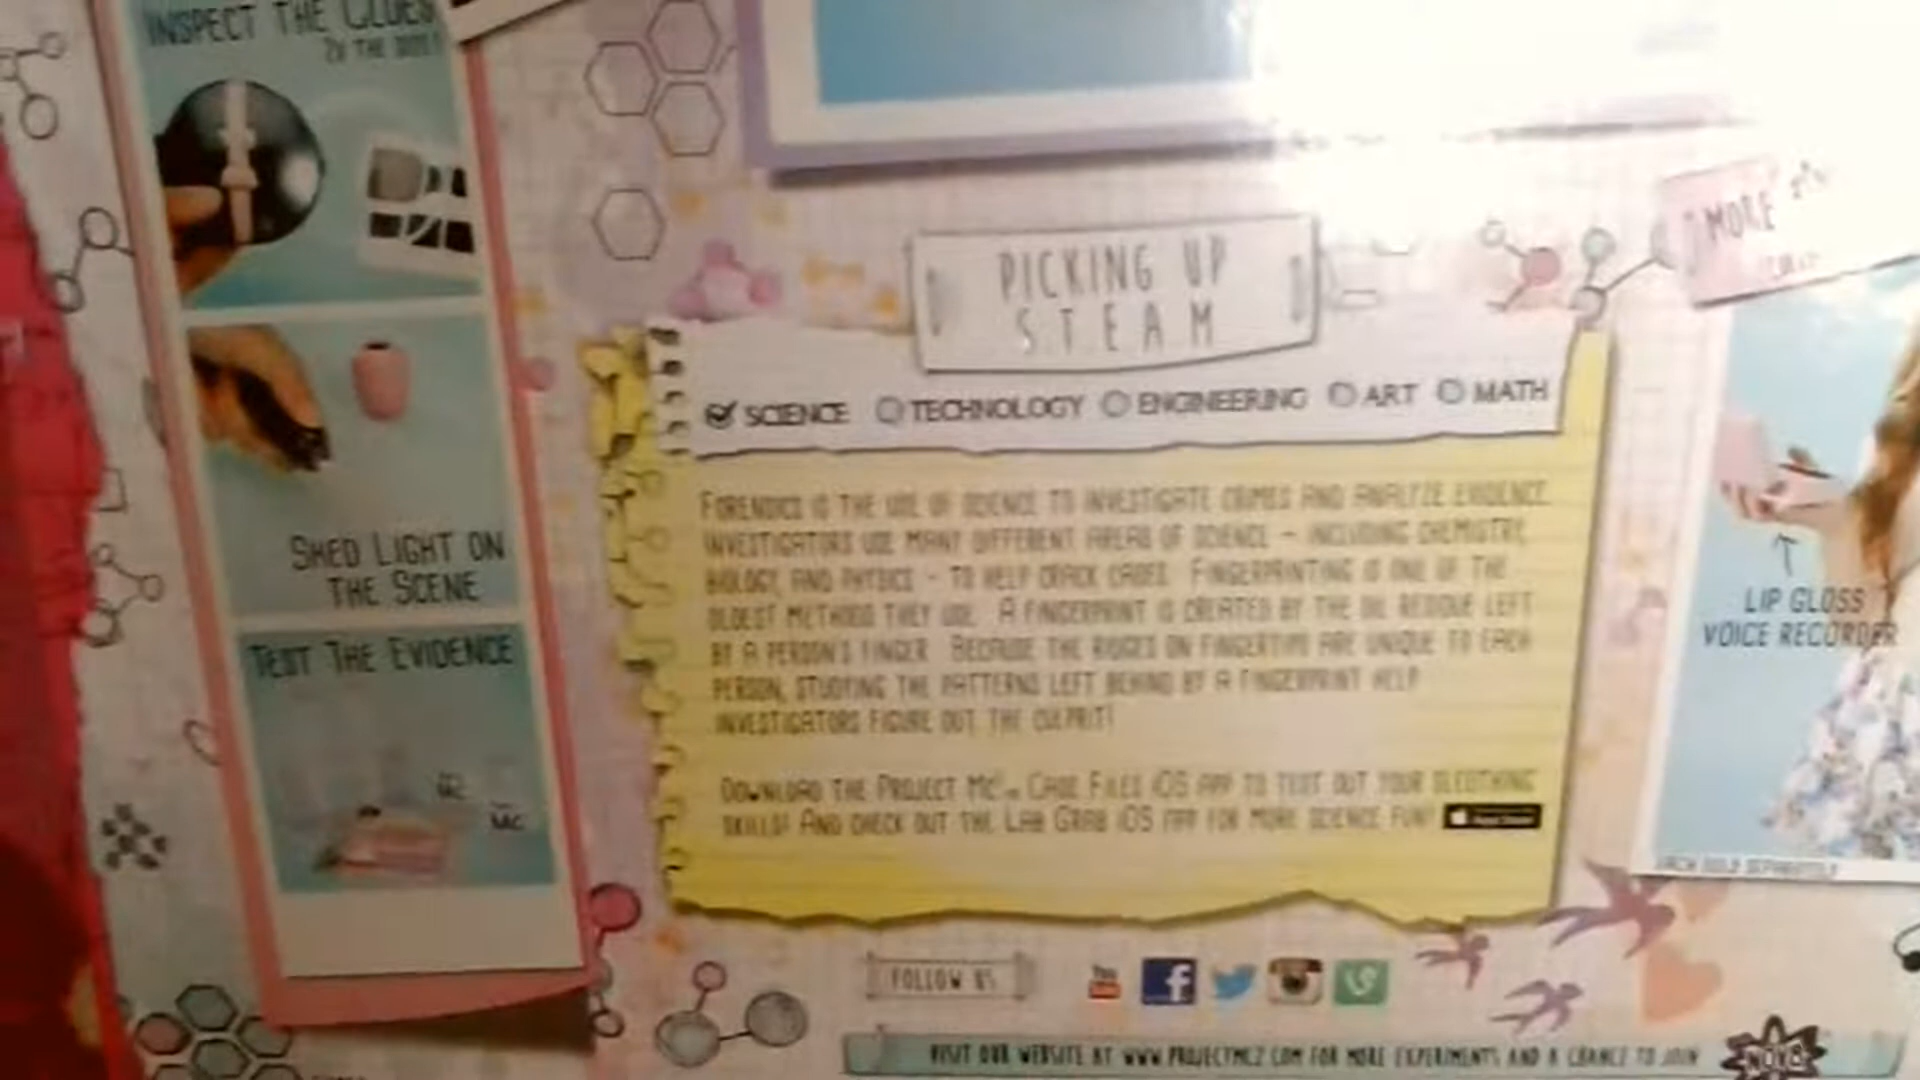 INSPECT THE CLUES
SHED LIGHT ON
THE SCENE
TEST THE EVIDENCE
PICKING UP
STEAM
SCIENCE TECHNOLOGY ENGINEERING ART MATH
FORENSICS IS THE USE OF SCIENCE TO INVESTIGATE CRIMES AND ANALYZE EVIDENCE.
INVESTIGATORS USE MANY DIFFERENT AREAS OF SCIENCE - INCLUDING CHEMISTRY,
BIOLOGY, AND PHYSICS - TO HELP CRACK CASES. FINGERPRINTING IS ONE OF THE
OLDEST METHODS THEY USE. A FINGERPRINT IS CREATED BY THE OIL RESIDUE LEFT
BY A PERSON'S FINGER. BECAUSE THE RIDGES ON FINGERTIPS ARE UNIQUE TO EACH
PERSON, STUDYING THE PATTERNS LEFT BEHIND BY A FINGERPRINT HELP
INVESTIGATORS FIGURE OUT THE CULPRIT!
DOWNLOAD THE PROJECT MC² CASE FILES iOS APP TO TEST OUT YOUR SLEUTHING
SKILLS! AND CHECK OUT THE LAB GRAB iOS APP FOR MORE SCIENCE FUN!
MORE
LIP GLOSS
VOICE RECORDER
EACH SOLD SEPARATELY
FOLLOW US
You
VISIT OUR WEBSITE AT WWW.PROJECTMC2.COM FOR MORE EXPERIMENTS AND A CHANCE TO JOIN
NOV8